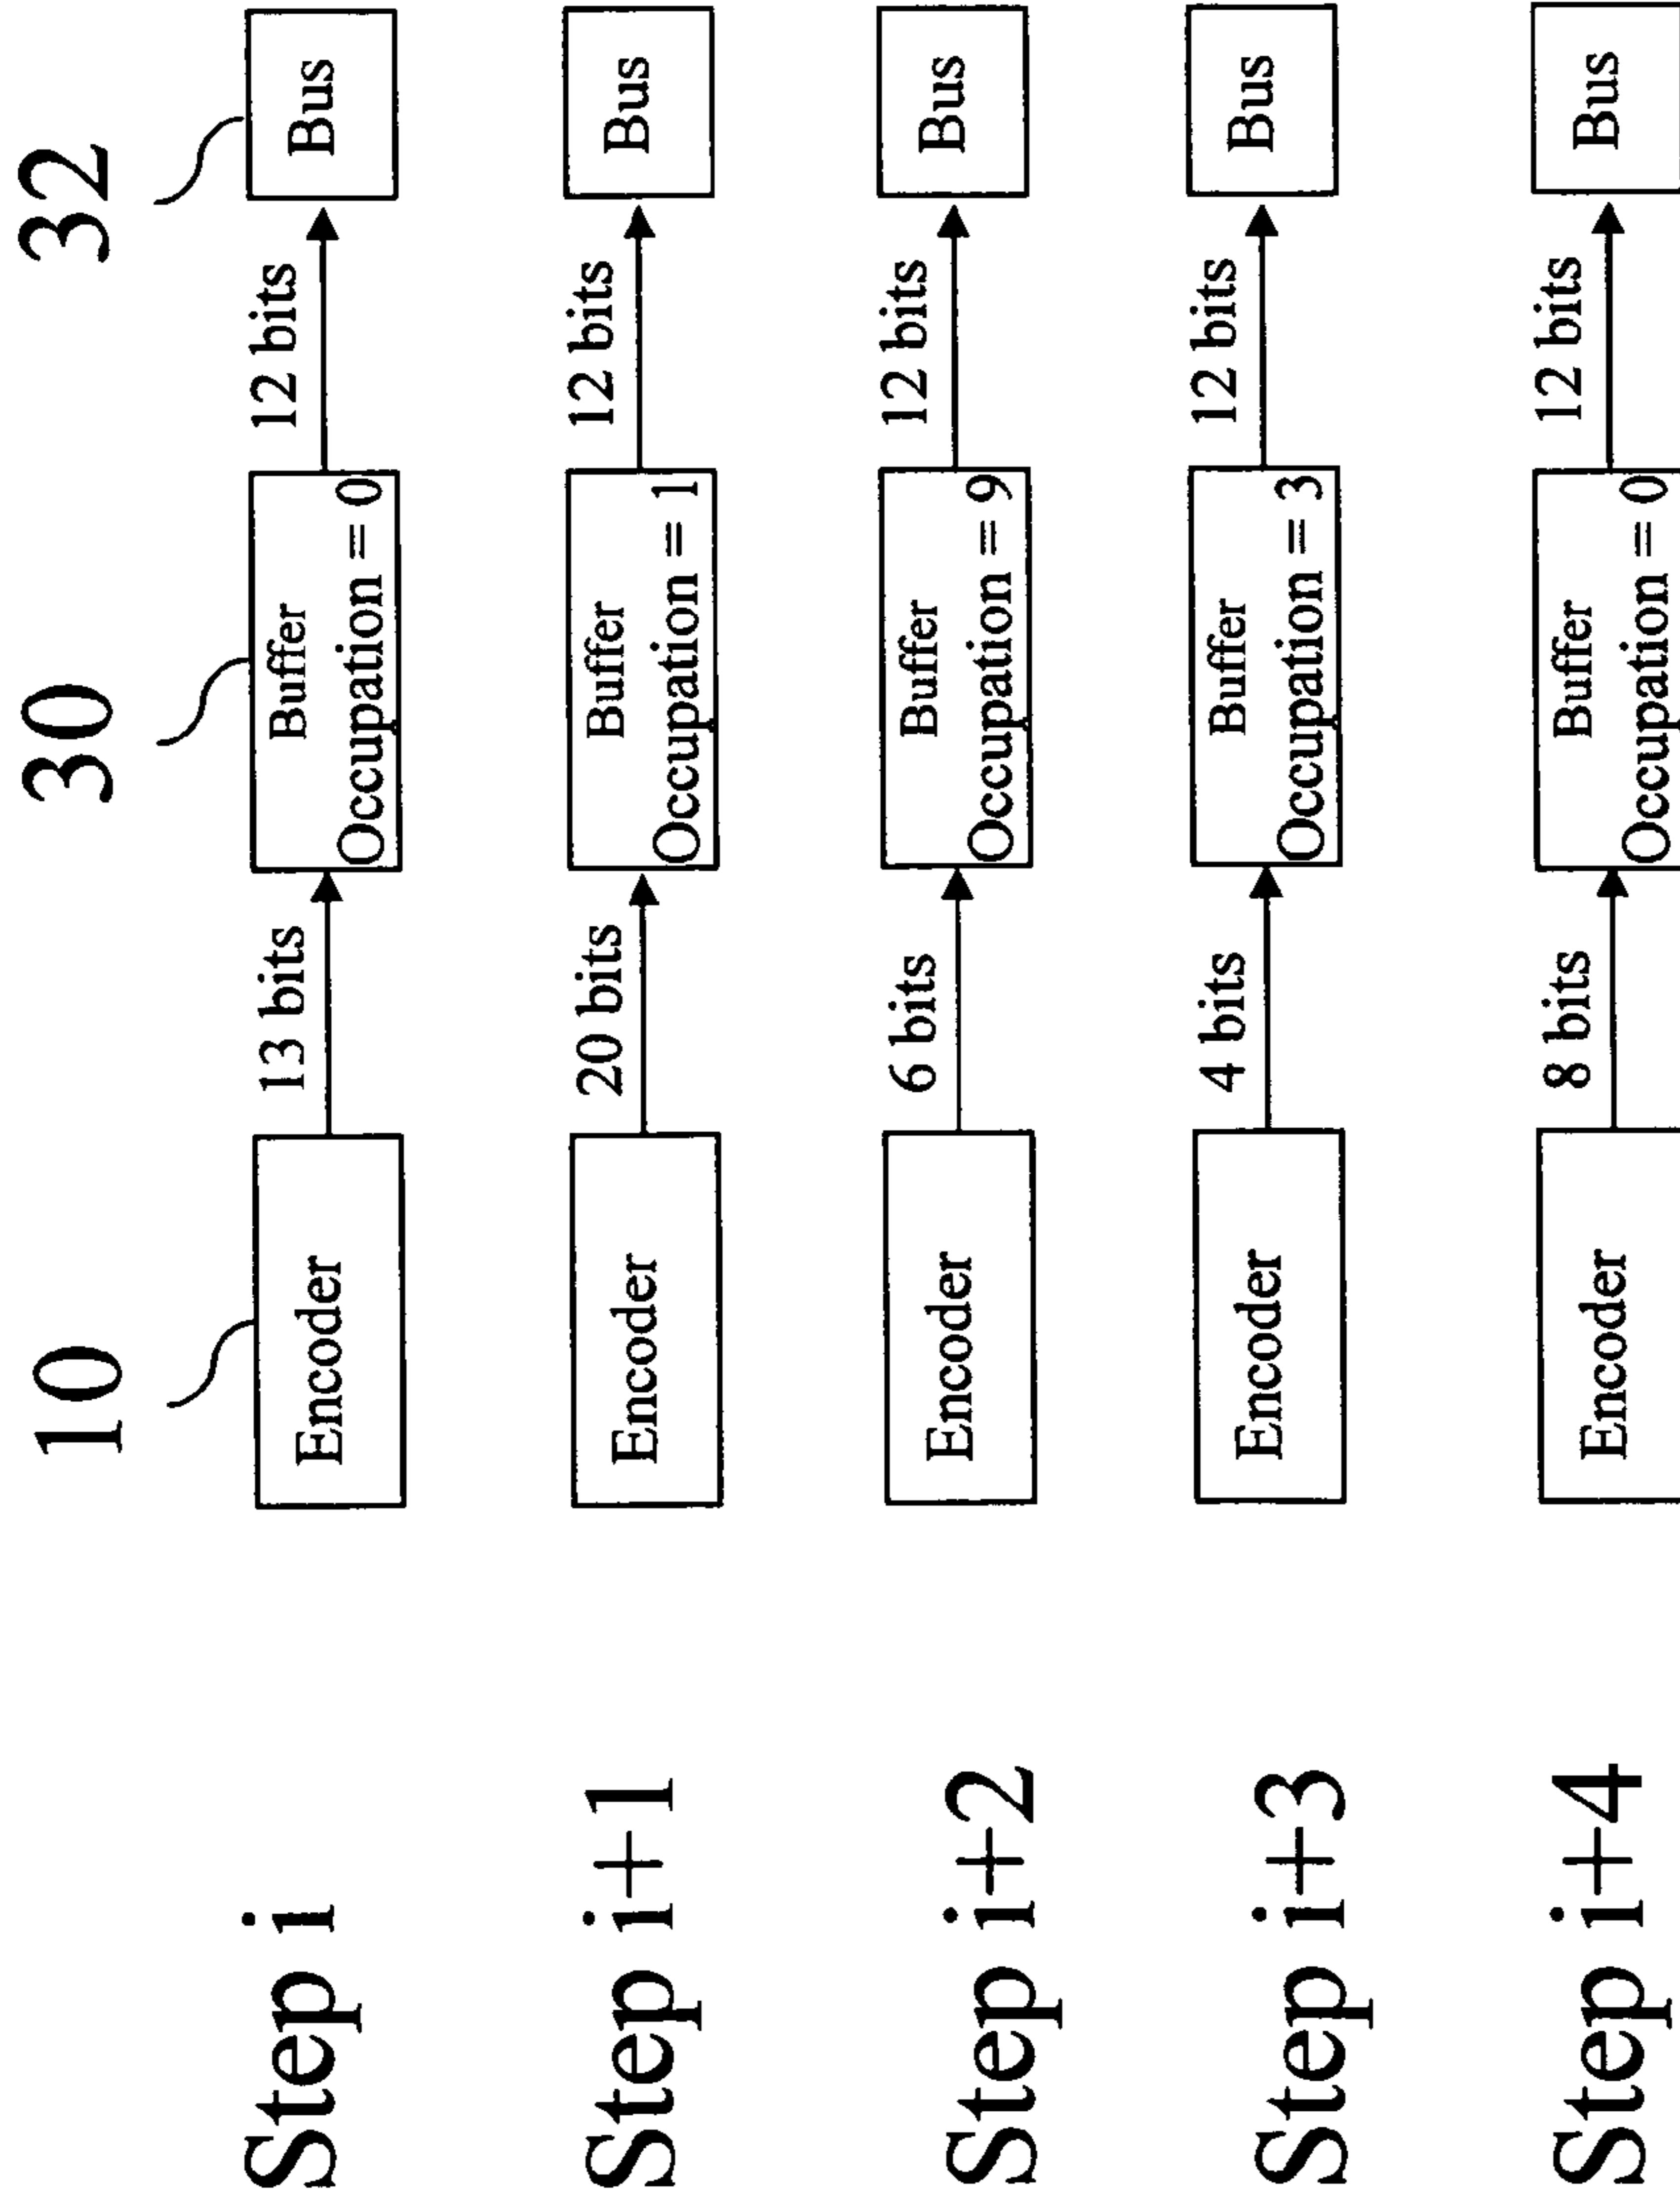 10 30 32
Step i Encoder 13 bits Buffer 12 bits Bus
Occupation = 0
Step i+1 Encoder 20 bits Buffer 12 bits Bus
Occupation = 1
Step i+2 Encoder 6 bits Buffer 12 bits Bus
Occupation = 9
Step i+3 Encoder 4 bits Buffer 12 bits Bus
Occupation = 3
Step i+4 Encoder 8 bits Buffer 12 bits Bus
Occupation = 0